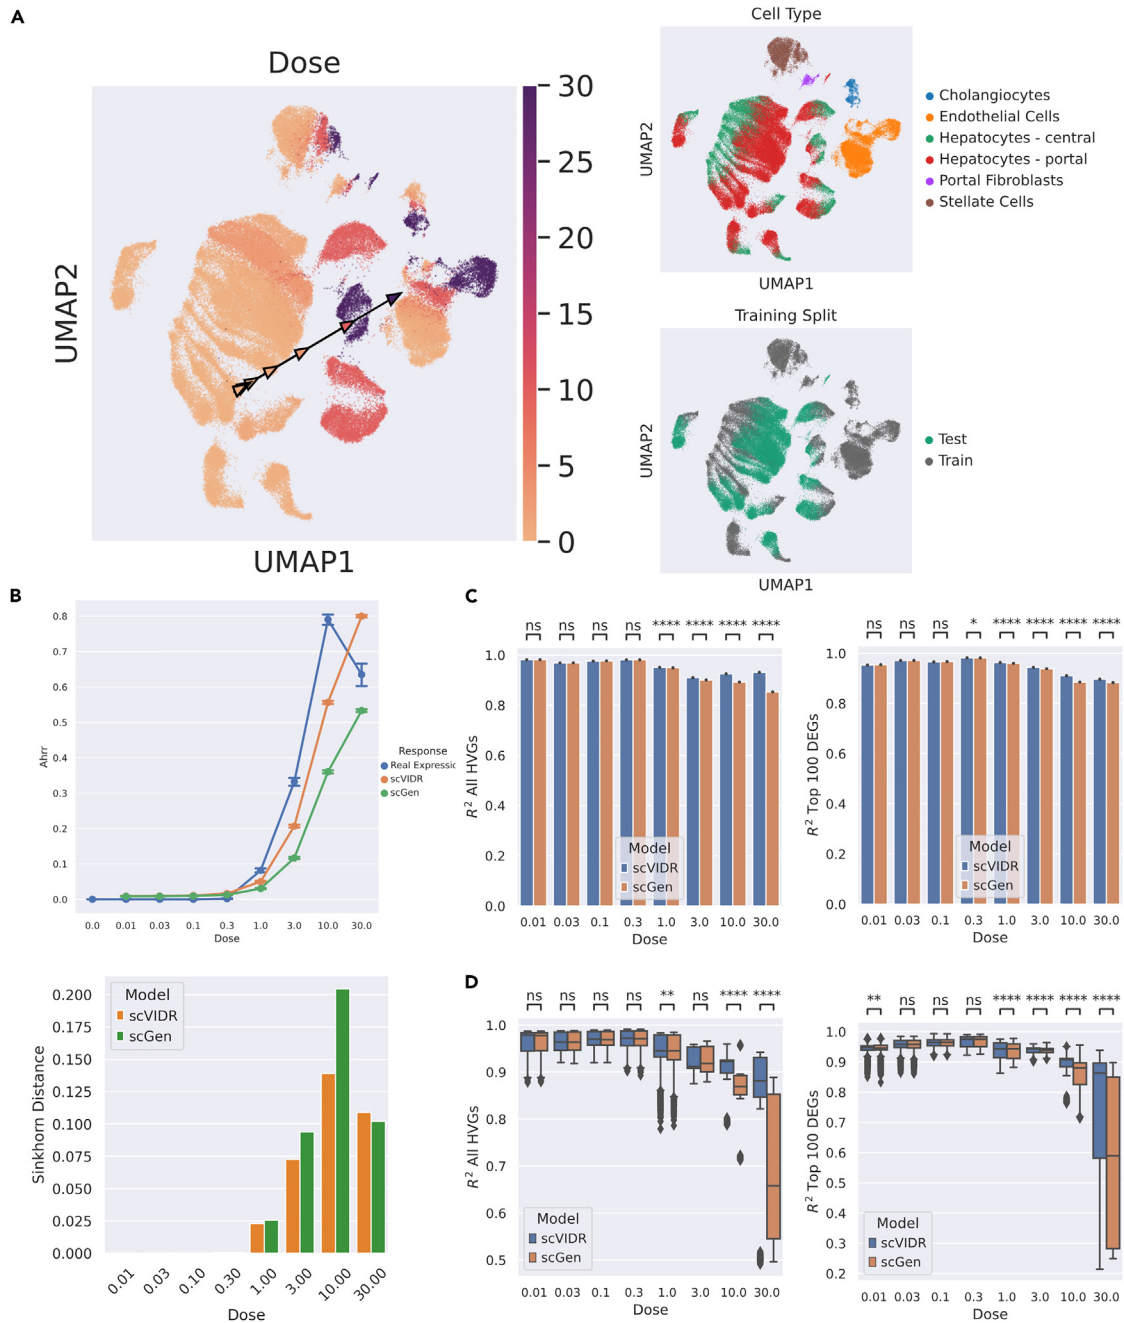 A
Dose
UMAP2
UMAP1
30
25
20
15
10
5
0
Cell Type
UMAP2
UMAP1
Cholangiocytes
Endothelial Cells
Hepatocytes - central
Hepatocytes - portal
Portal Fibroblasts
Stellate Cells
Training Split
UMAP2
UMAP1
Test
Train
B
0.8
0.7
0.6
0.5
0.4
0.3
0.2
0.1
0.0
Ahrr
0.0 0.01 0.03 0.1 0.3 1.0 3.0 10.0 30.0
Dose
Response
Real Expressic
scVIDR
scGen
0.200
0.175
0.150
0.125
0.100
0.075
0.050
0.025
0.000
Sinkhorn Distance
Model
scVIDR
scGen
0.01 0.03 0.10 0.30 1.00 3.00 10.00 30.00
Dose
C
ns ns ns ns **** **** **** ****
1.0
0.8
0.6
0.4
0.2
0.0
R² All HVGs
Model
scVIDR
scGen
0.01 0.03 0.1 0.3 1.0 3.0 10.0 30.0
Dose
ns ns ns * **** **** **** ****
1.0
0.8
0.6
0.4
0.2
0.0
R² Top 100 DEGs
Model
scVIDR
scGen
0.01 0.03 0.1 0.3 1.0 3.0 10.0 30.0
Dose
D
ns ns ns ns ** ns **** ****
1.0
0.9
0.8
0.7
0.6
0.5
R² All HVGs
Model
scVIDR
scGen
0.01 0.03 0.1 0.3 1.0 3.0 10.0 30.0
Dose
** ns ns ns **** **** **** ****
1.0
0.9
0.8
0.7
0.6
0.5
0.4
0.3
0.2
R² Top 100 DEGs
Model
scVIDR
scGen
0.01 0.03 0.1 0.3 1.0 3.0 10.0 30.0
Dose